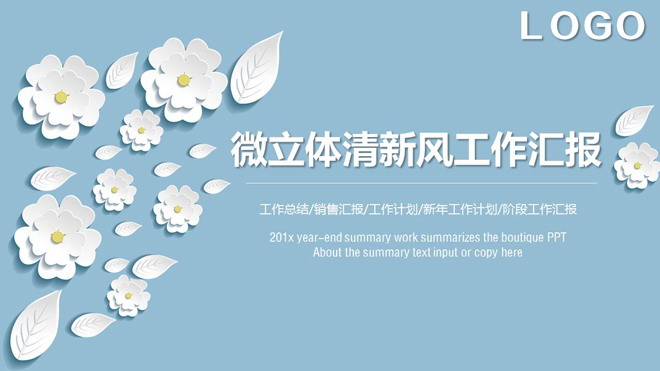 LOGO
微立体清新风工作汇报
工作总结/销售汇报/工作计划/新年工作计划/阶段工作汇报
201x year-end summary work summarizes the boutique PPT
About the summary text input or copy here